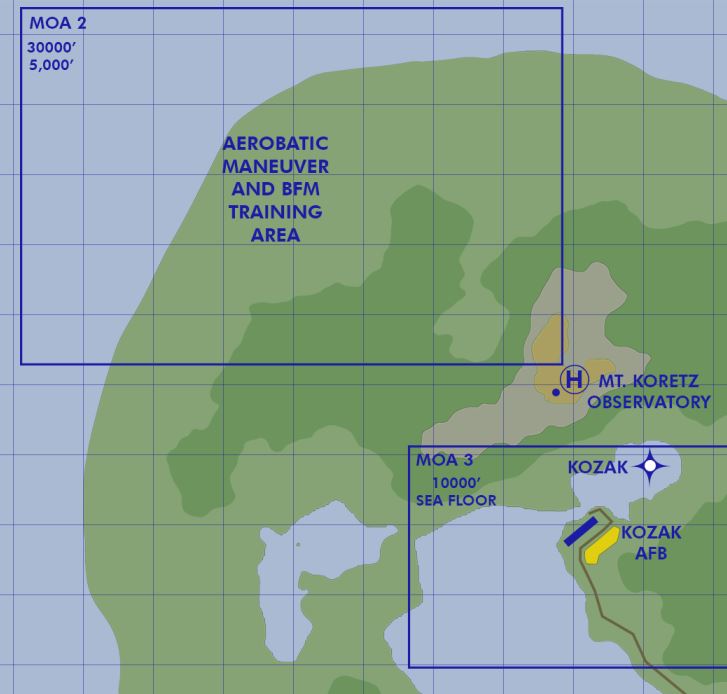 MOA 2
30000'
5,000'
AEROBATIC
MANEUVER
AND BFM
TRAINING
AREA
H
MT. KORETZ
OBSERVATORY
MOA 3
10000'
SEA FLOOR
KOZAK
KOZAK
AFB